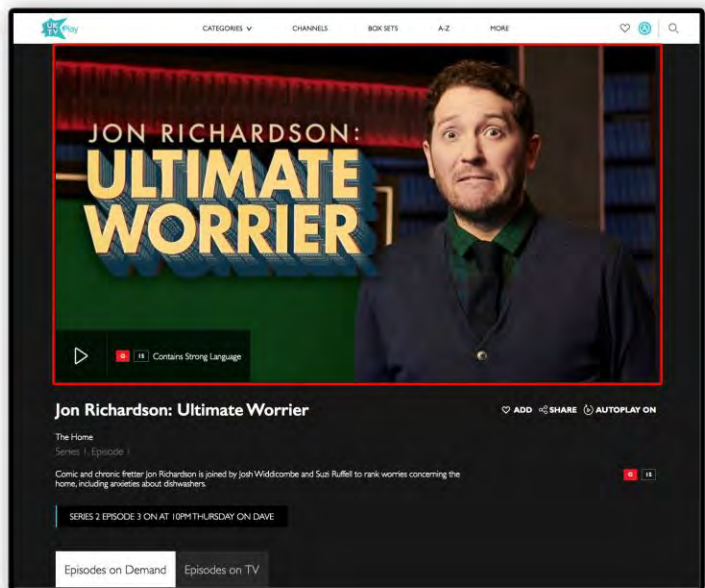 UK TV Play
CATEGORIES
CHANNELS
BOX SETS
A-Z
MORE
JON RICHARDSON:
ULTIMATE
WORRIER
G 15 Contains Strong Language
Jon Richardson: Ultimate Worrier
ADD SHARE AUTOPLAY ON
The Home
Series 1, Episode 1
Comic and chronic fretter Jon Richardson is joined by Josh Widdicombe and Suzi Ruffell to rank worries concerning the
home, including anxieties about dishwashers.
G 15
SERIES 2 EPISODE 3 ON AT 10PM THURSDAY ON DAVE
Episodes on Demand Episodes on TV